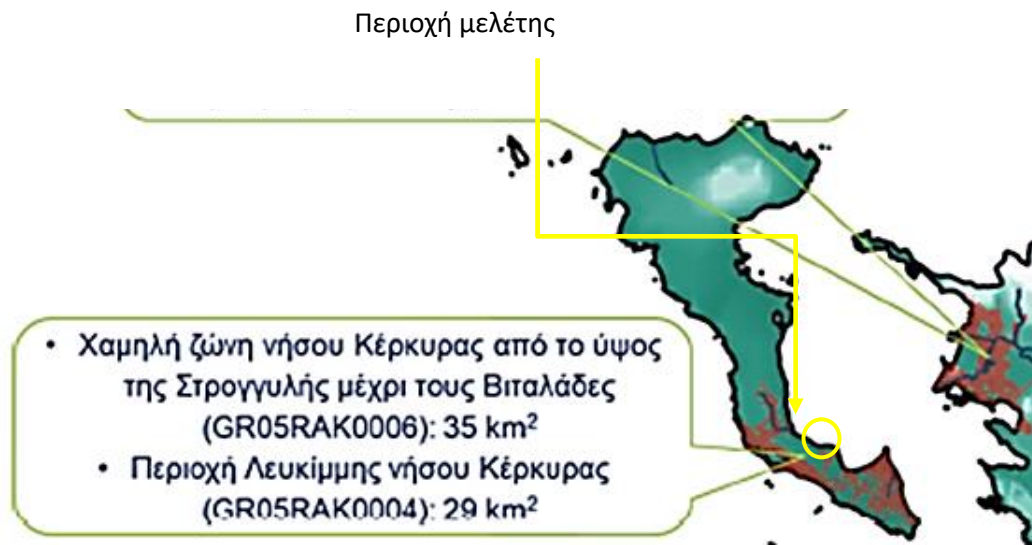 Περιοχή μελέτης
• Χαμηλή ζώνη νήσου Κέρκυρας από το ύψος
της Στρογγυλής μέχρι τους Βιταλάδες
(GR05RAK0006): 35 km²
• Περιοχή Λευκίμμης νήσου Κέρκυρας
(GR05RAK0004): 29 km²